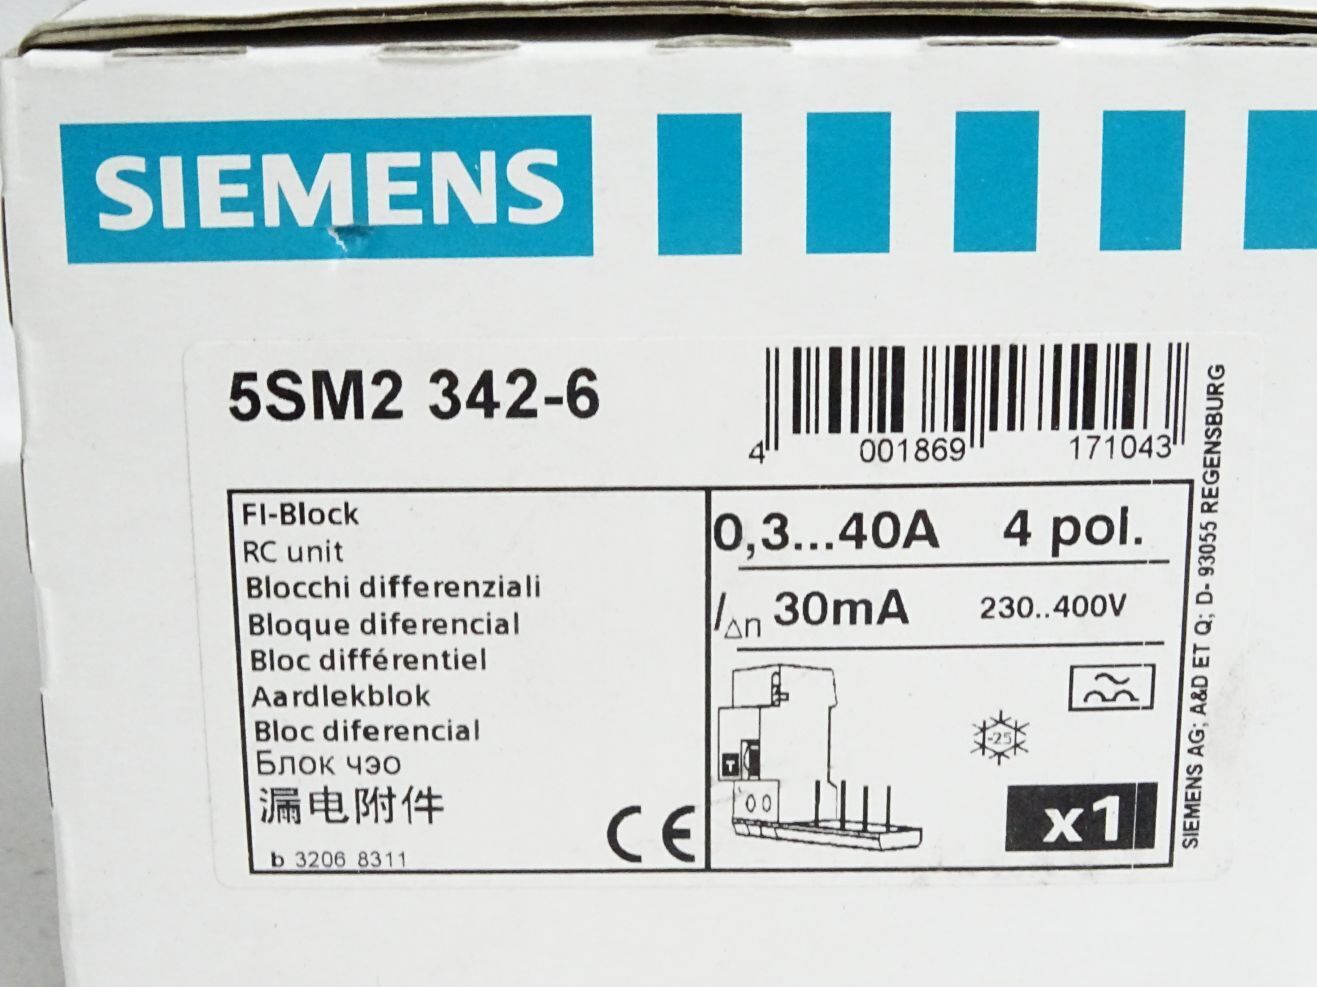 SIEMENS
5SM2 342-6
4 001869 171043
FI-Block
RC unit
Blocchi differenziali
Bloque diferencial
Bloc différentiel
Aardlekblok
Bloc diferencial
Блок чэо
漏电附件
b 3206 8311
CE
0,3...40A 4 pol.
I△n 30mA 230..400V
T
-25
x1
SIEMENS AG; A&D ET Q; D- 93055 REGENSBURG